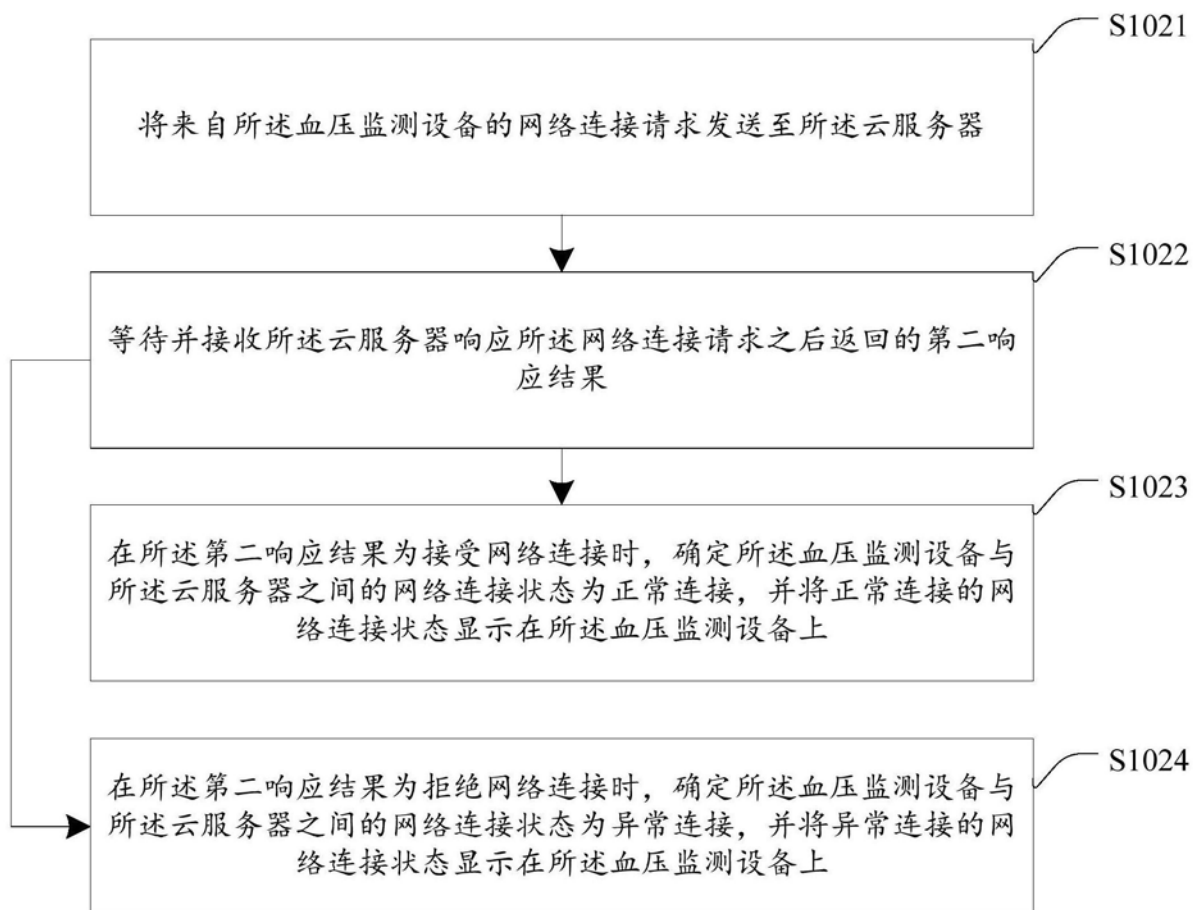 S1021
将来自所述血压监测设备的网络连接请求发送至所述云服务器
S1022
等待并接收所述云服务器响应所述网络连接请求之后返回的第二响
应结果
S1023
在所述第二响应结果为接受网络连接时，确定所述血压监测设备与
所述云服务器之间的网络连接状态为正常连接，并将正常连接的网
络连接状态显示在所述血压监测设备上
S1024
在所述第二响应结果为拒绝网络连接时，确定所述血压监测设备与
所述云服务器之间的网络连接状态为异常连接，并将异常连接的网
络连接状态显示在所述血压监测设备上